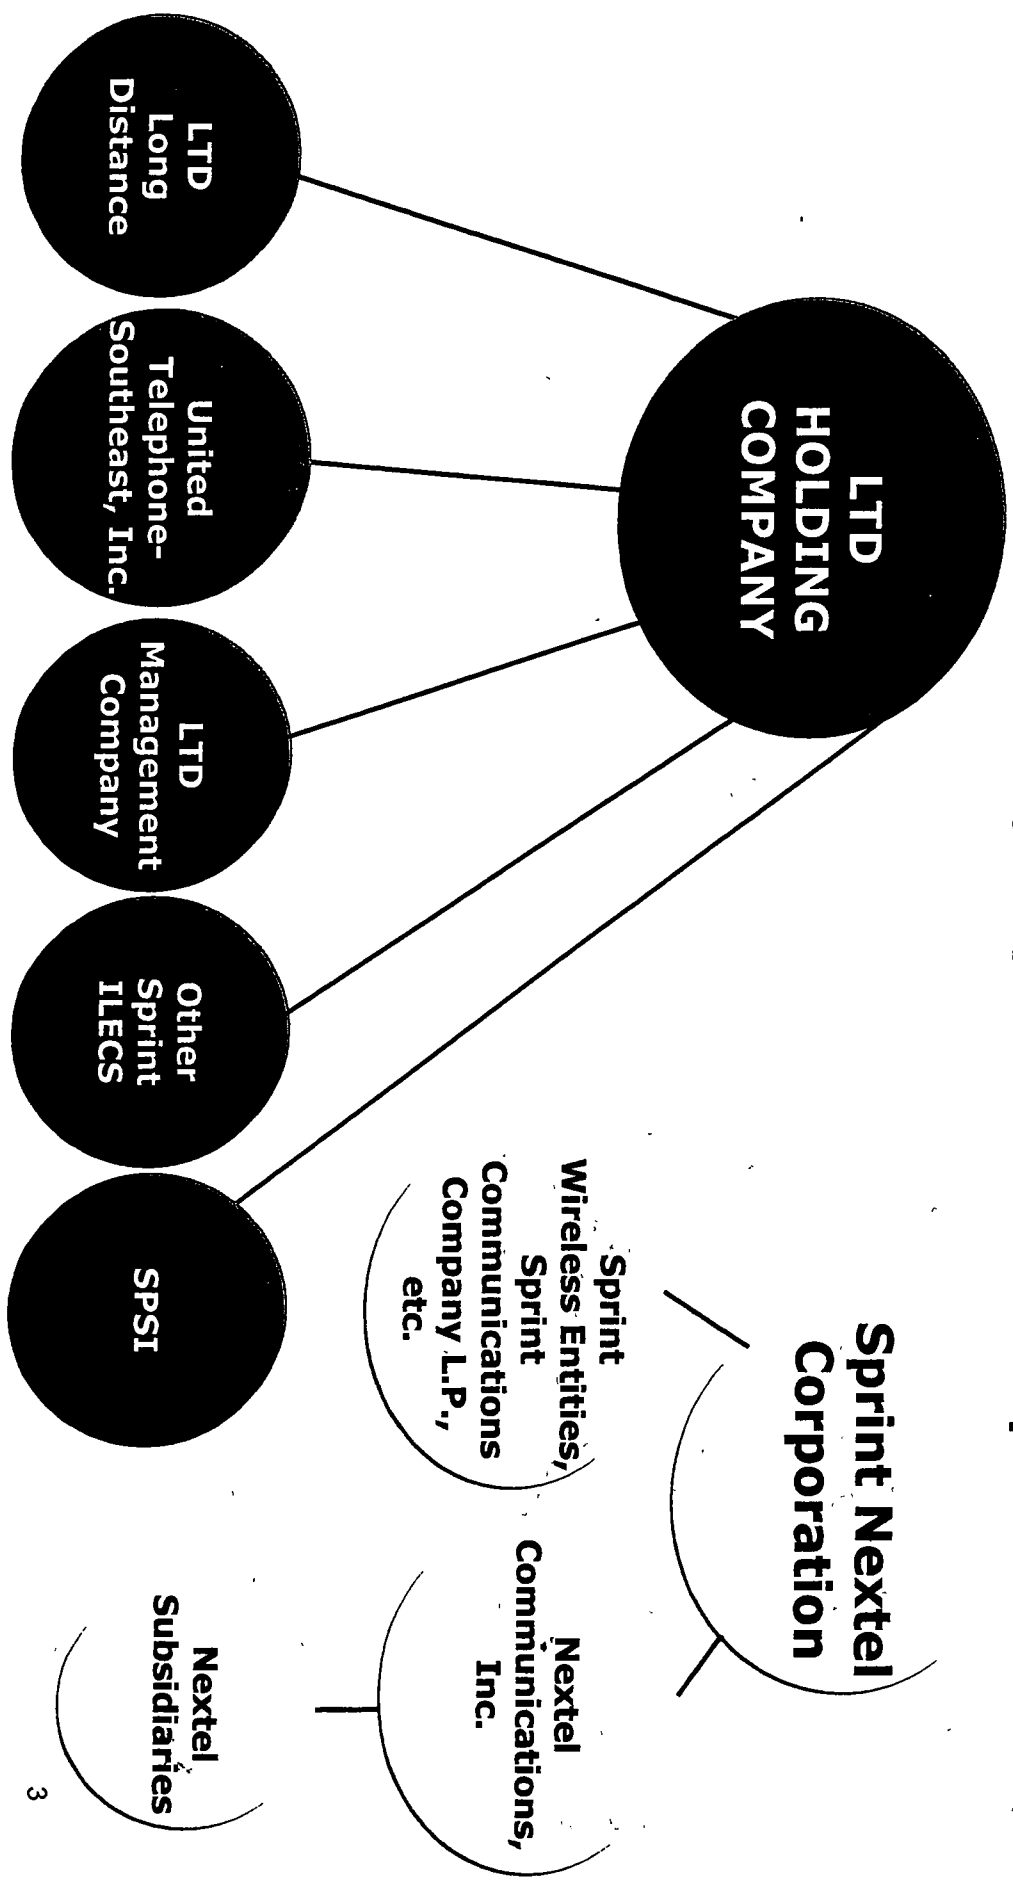 LTD
HOLDING
COMPANY
Sprint Nextel
Corporation
Sprint
Wireless Entities,
Sprint
Communications
Company L.P.,
etc.
Nextel
Communications,
Inc.
LTD
Long
Distance
United
Telephone-
Southeast, Inc.
LTD
Management
Company
Other
Sprint
ILECS
SPSI
Nextel
Subsidiaries
3